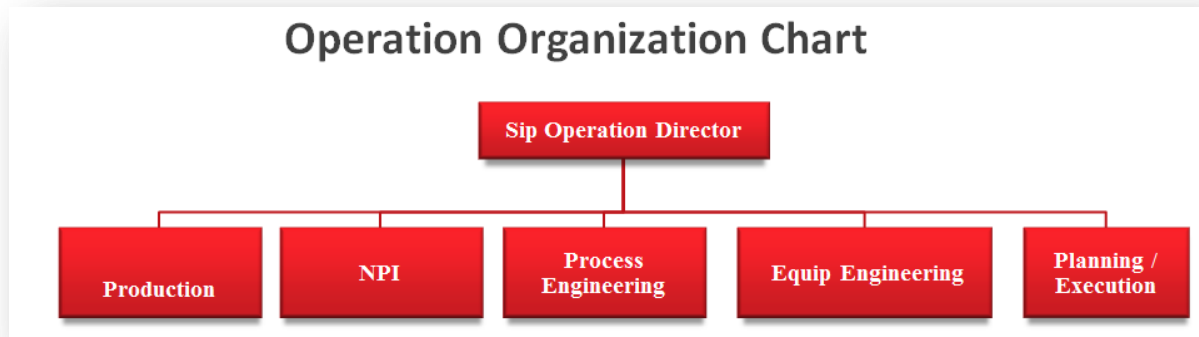 Operation Organization Chart
Sip Operation Director
Production
NPI
Process
Engineering
Equip Engineering
Planning /
Execution